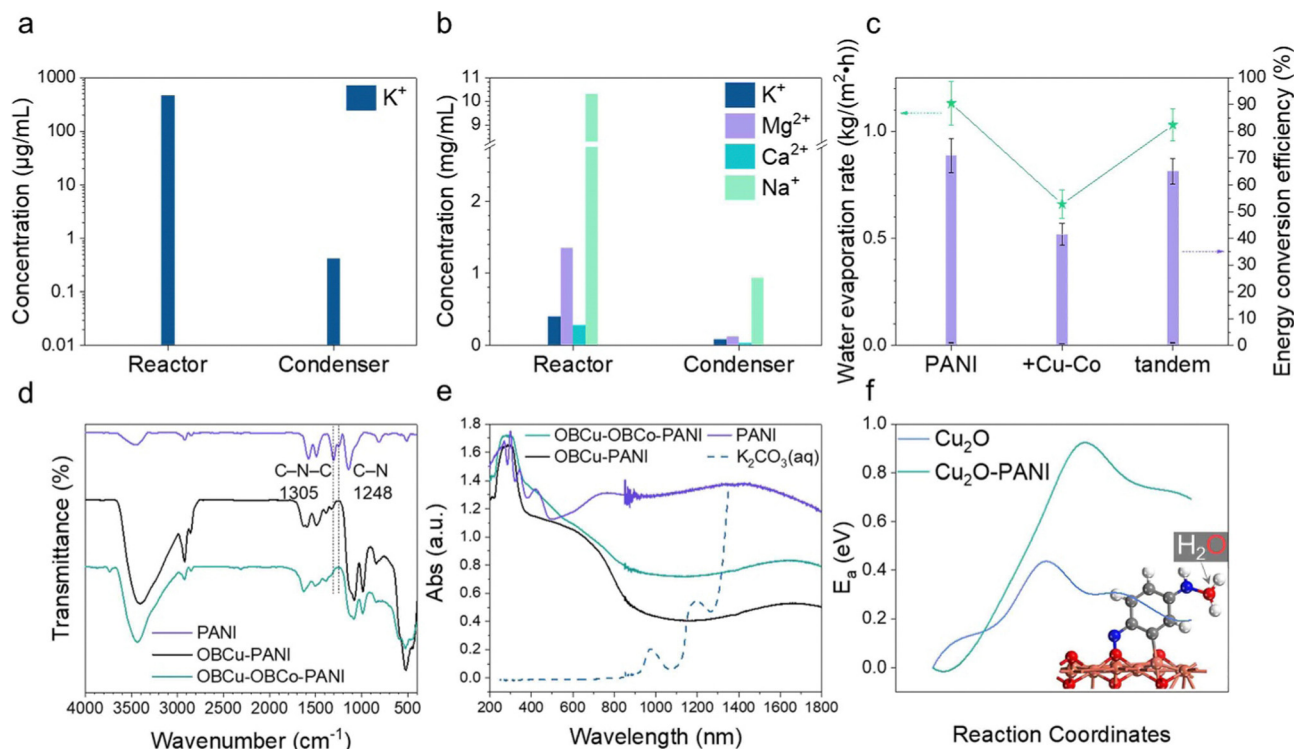 a
Concentration (µg/mL)
1000
100
10
1
0.1
0.01
K⁺
Reactor
Condenser
b
Concentration (mg/mL)
10
9
2
1
0
K⁺
Mg²⁺
Ca²⁺
Na⁺
Reactor
Condenser
c
Water evaporation rate (kg/(m²•h))
1.0
0.5
0.0
PANI
+Cu-Co
tandem
100
90
80
70
60
50
40
30
20
10
0
Energy conversion efficiency (%)
d
Transmittance (%)
C–N–C
1305
C–N
1248
PANI
OBCu-PANI
OBCu-OBCo-PANI
4000
3500
2500
1500
500
Wavenumber (cm⁻¹)
e
Abs (a.u.)
1.8
1.6
1.4
1.2
1.0
0.8
0.6
0.4
0.2
0.0
OBCu-OBCo-PANI
PANI
OBCu-PANI
K₂CO₃(aq)
200
400
600
800
1000
1200
1400
1600
1800
Wavelength (nm)
f
Eₐ (eV)
1.0
0.8
0.6
0.4
0.2
0.0
Cu₂O
Cu₂O-PANI
H₂O
Reaction Coordinates